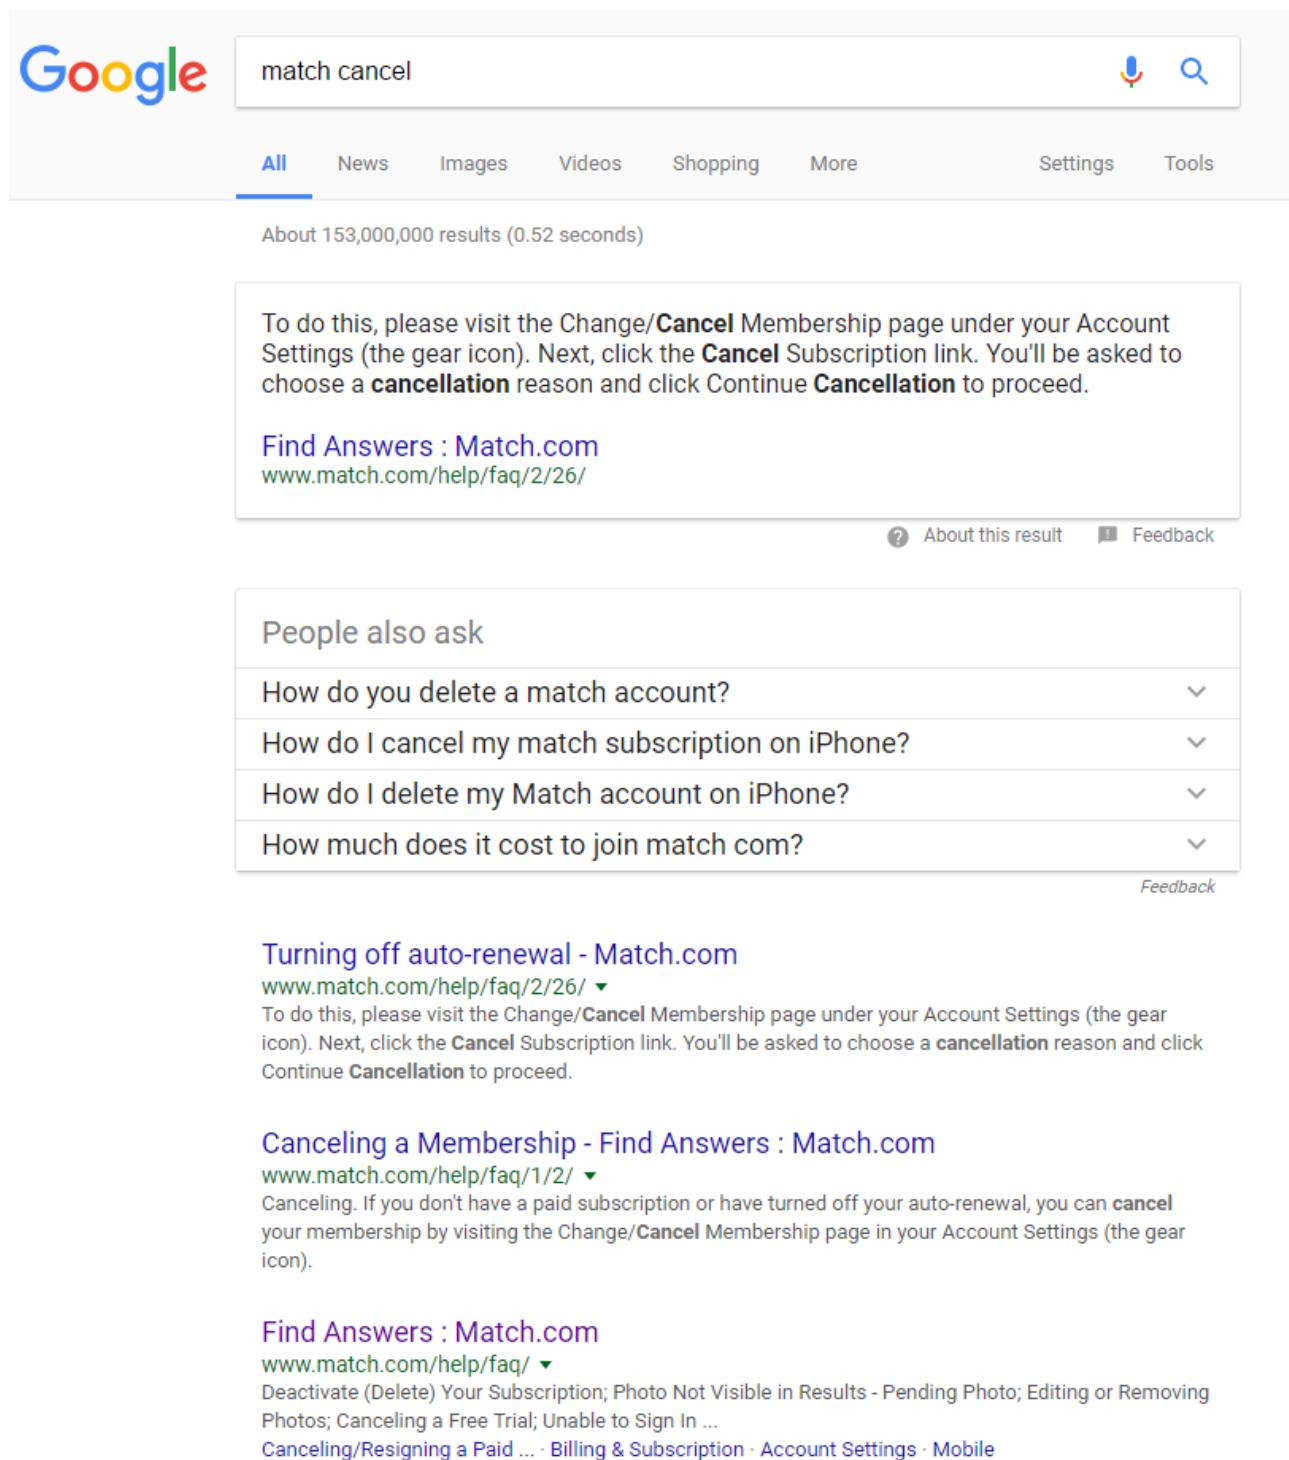 Google
match cancel
All News Images Videos Shopping More Settings Tools
About 153,000,000 results (0.52 seconds)
To do this, please visit the Change/Cancel Membership page under your Account
Settings (the gear icon). Next, click the Cancel Subscription link. You'll be asked to
choose a cancellation reason and click Continue Cancellation to proceed.
Find Answers : Match.com
www.match.com/help/faq/2/26/
About this result Feedback
People also ask
How do you delete a match account?
How do I cancel my match subscription on iPhone?
How do I delete my Match account on iPhone?
How much does it cost to join match com?
Feedback
Turning off auto-renewal - Match.com
www.match.com/help/faq/2/26/
To do this, please visit the Change/Cancel Membership page under your Account Settings (the gear
icon). Next, click the Cancel Subscription link. You'll be asked to choose a cancellation reason and click
Continue Cancellation to proceed.
Canceling a Membership - Find Answers : Match.com
www.match.com/help/faq/1/2/
Canceling. If you don't have a paid subscription or have turned off your auto-renewal, you can cancel
your membership by visiting the Change/Cancel Membership page in your Account Settings (the gear
icon).
Find Answers : Match.com
www.match.com/help/faq/
Deactivate (Delete) Your Subscription; Photo Not Visible in Results - Pending Photo; Editing or Removing
Photos; Canceling a Free Trial; Unable to Sign In ...
Canceling/Resigning a Paid ... · Billing & Subscription · Account Settings · Mobile